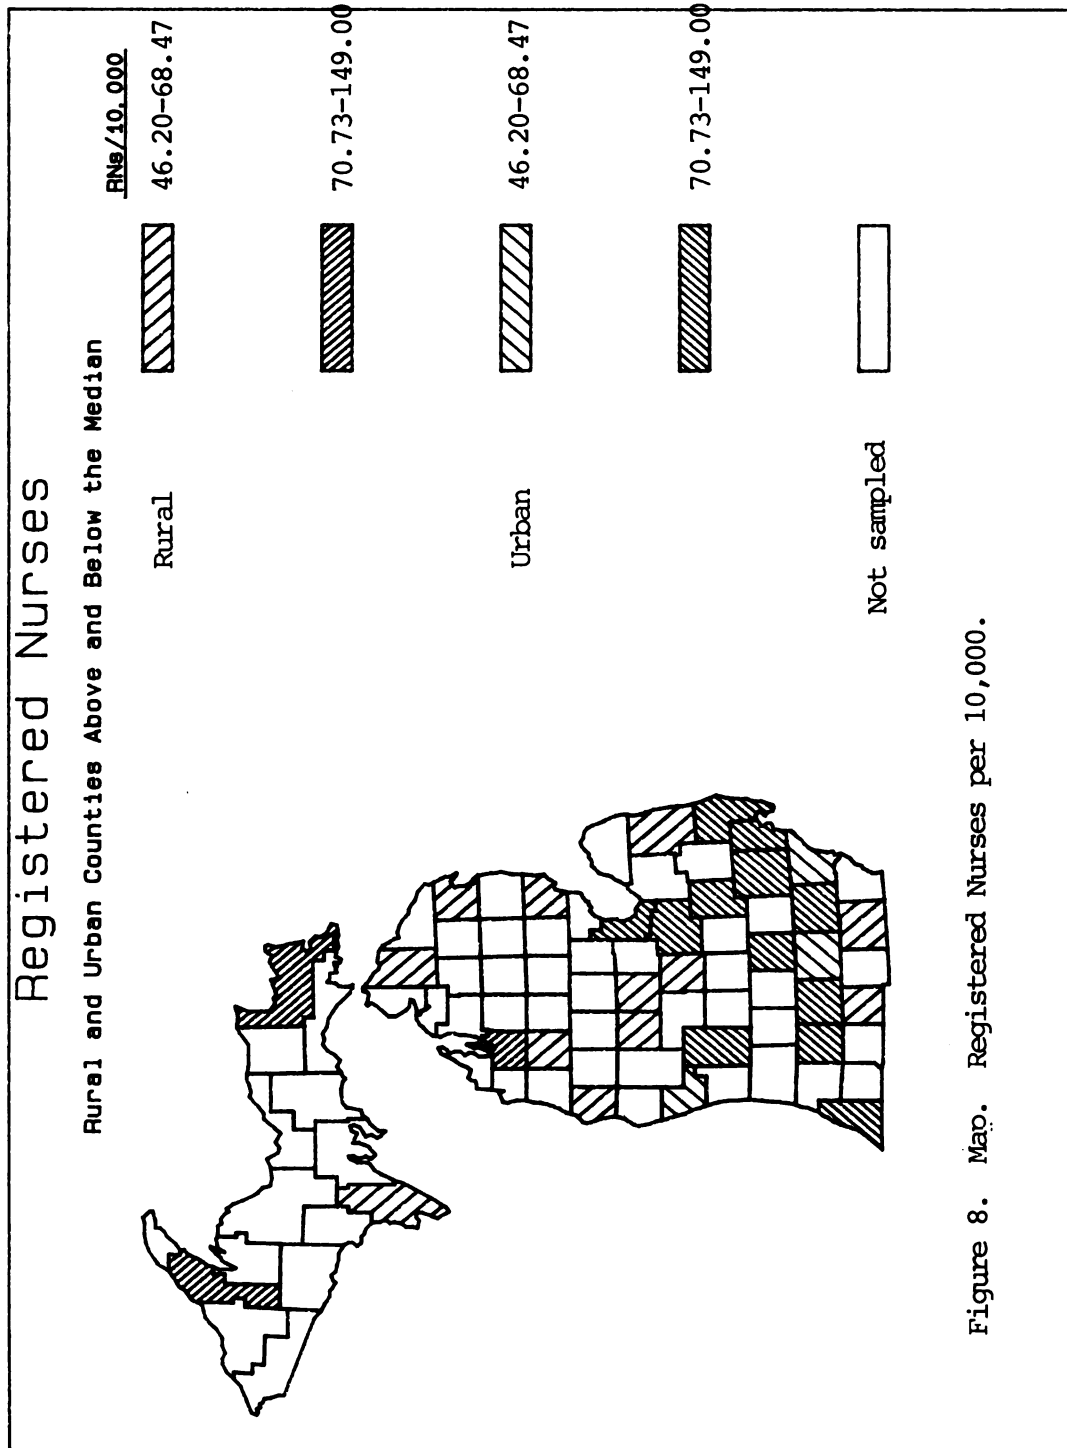 Registered Nurses
Rural and Urban Counties Above and Below the Median
RNs/10,000
Rural 46.20-68.47
70.73-149.00
Urban 46.20-68.47
70.73-149.00
Not sampled
Figure 8. Map. Registered Nurses per 10,000.